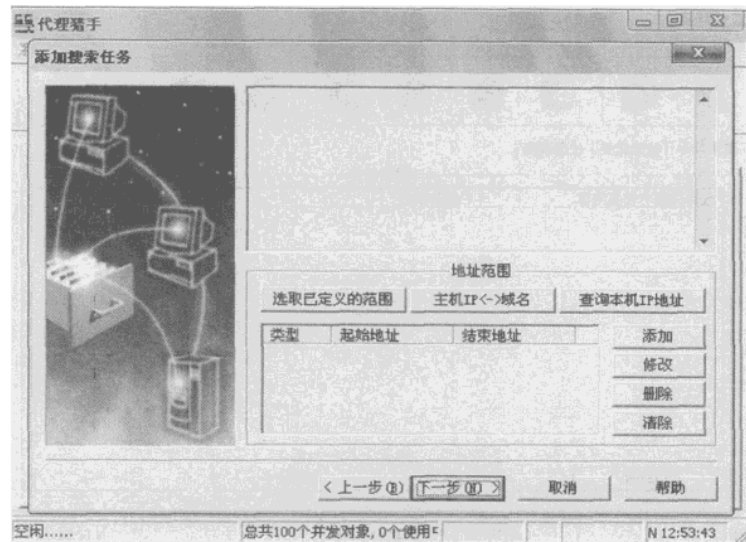 代理猎手
添加搜索任务
地址范围
选取已定义的范围 主机IP<->域名 查询本机IP地址
类型 起始地址 结束地址
添加
修改
删除
清除
< 上一步(B) 下一步(N) > 取消 帮助
空闲...... 总共100个并发对象, 0个使用 N 12:53:43